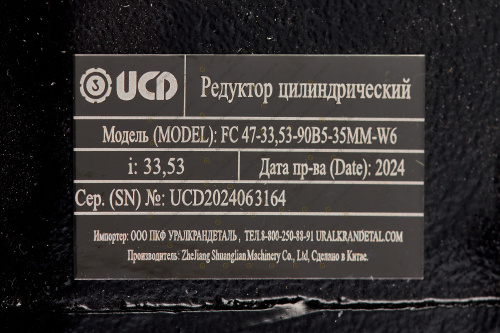 UCD Редуктор цилиндрический
Модель (MODEL): FC 47-33,53-90B5-35MM-W6
i: 33,53 Дата пр-ва (Date): 2024
Сер. (SN) №: UCD2024063164
Импортер: ООО ПКФ УРАЛКРАНДЕТАЛЬ , ТЕЛ.8-800-250-88-91 URALKRANDETAL.COM
Производитель: ZheJiang Shuanglian Machinery Co., Ltd, Сделано в Китае.